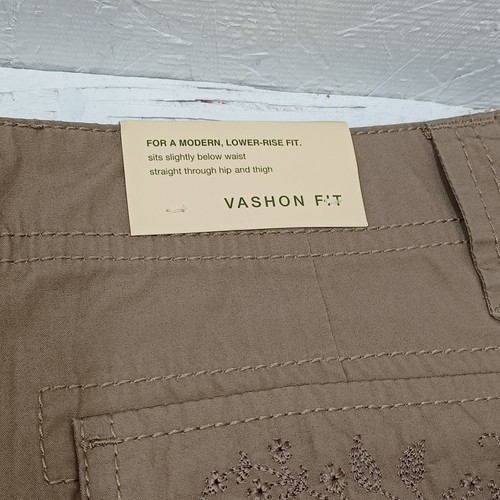 FOR A MODERN, LOWER-RISE FIT.
sits slightly below waist
straight through hip and thigh
VASHON FIT